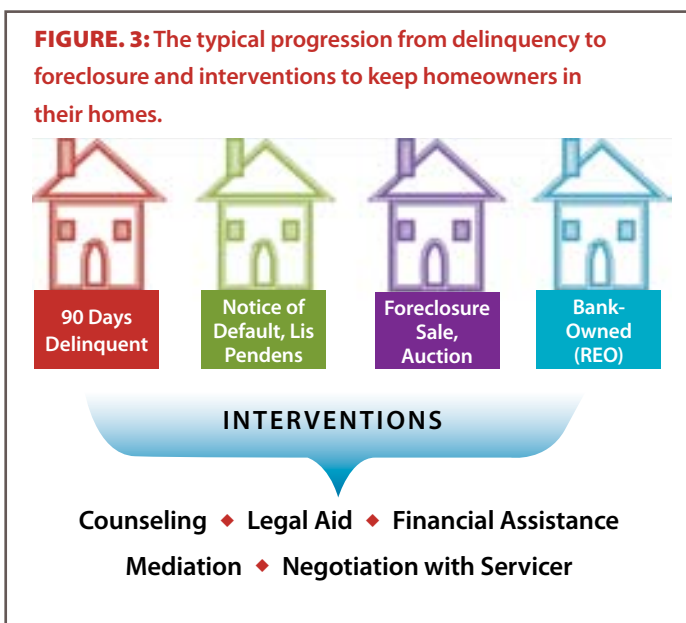 FIGURE. 3: The typical progression from delinquency to
foreclosure and interventions to keep homeowners in
their homes.
90 Days
Delinquent
Notice of
Default, Lis
Pendens
Foreclosure
Sale,
Auction
Bank-
Owned
(REO)
INTERVENTIONS
Counseling ◆ Legal Aid ◆ Financial Assistance
Mediation ◆ Negotiation with Servicer